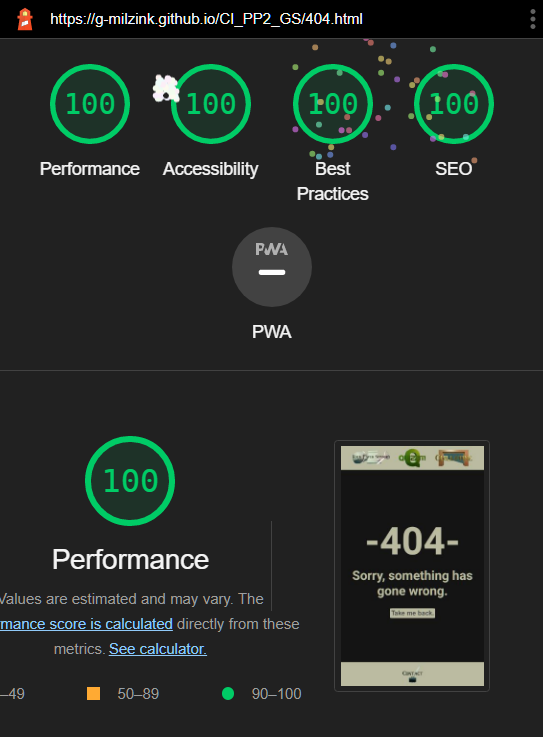 https://g-milzink.github.io/CI_PP2_GS/404.html
100 100 100 100
Performance Accessibility Best Practices SEO
PWA
PWA
100
Performance
Values are estimated and may vary. The
rmance score is calculated directly from these
metrics. See calculator.
–49 50–89 90–100
-404-
Sorry, something has
gone wrong.
Take me back.
Contact